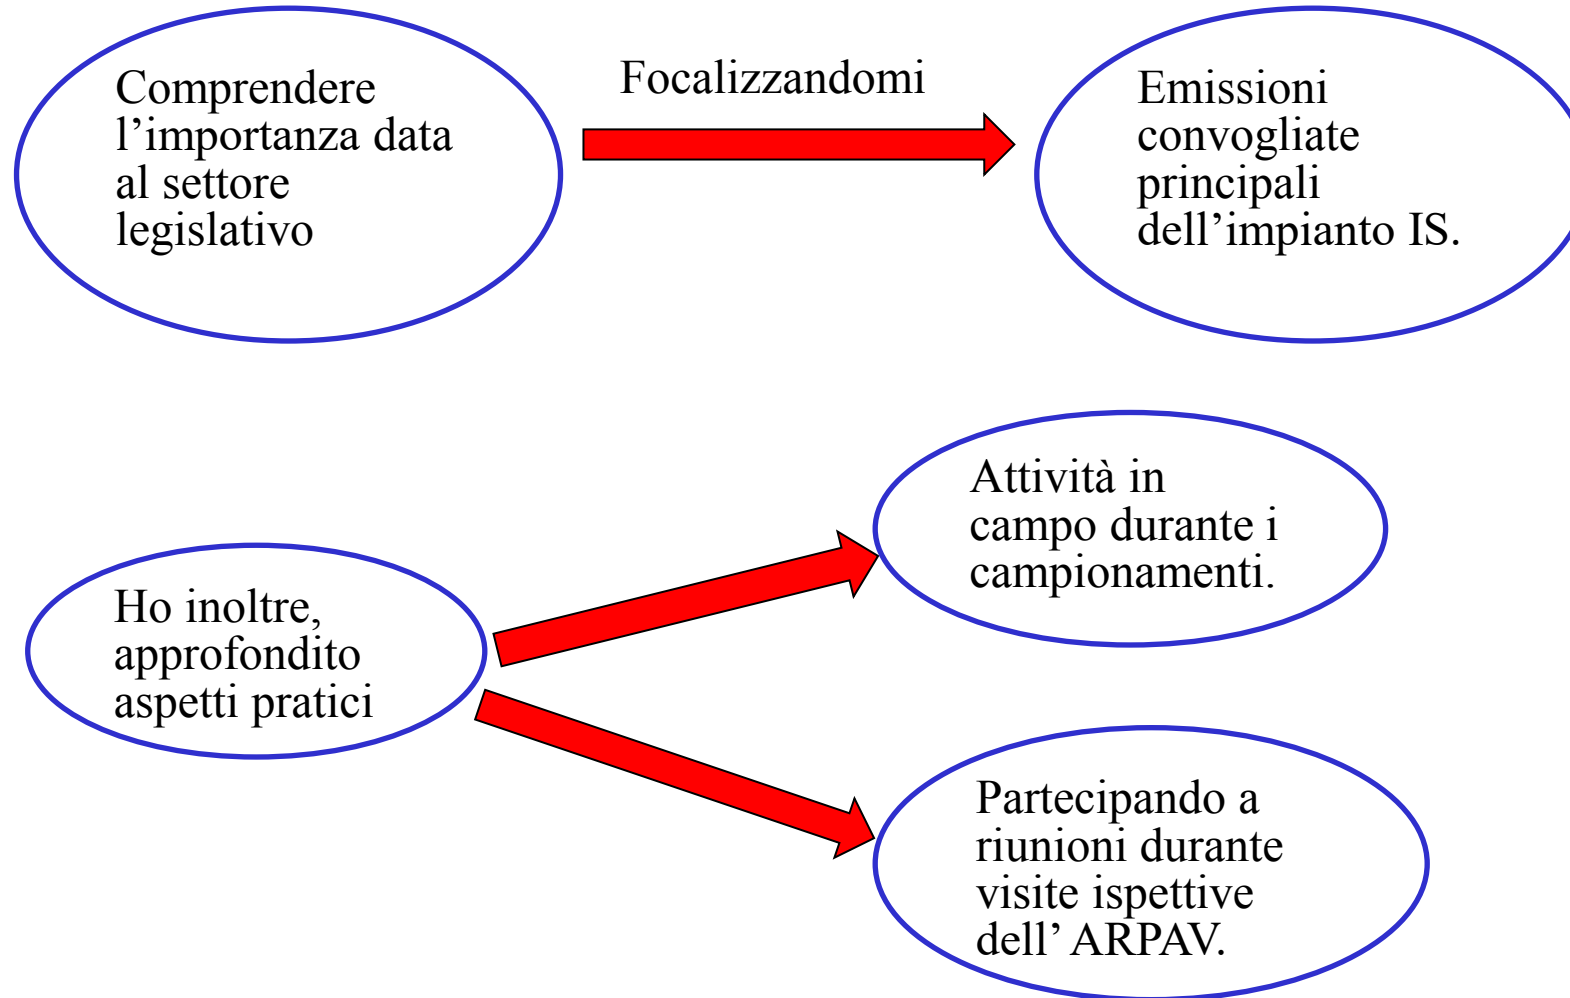 Comprendere
l’importanza data
al settore
legislativo
Focalizzandomi
Emissioni
convogliate
principali
dell’impianto IS.
Ho inoltre,
approfondito
aspetti pratici
Attività in
campo durante i
campionamenti.
Partecipando a
riunioni durante
visite ispettive
dell’ ARPAV.